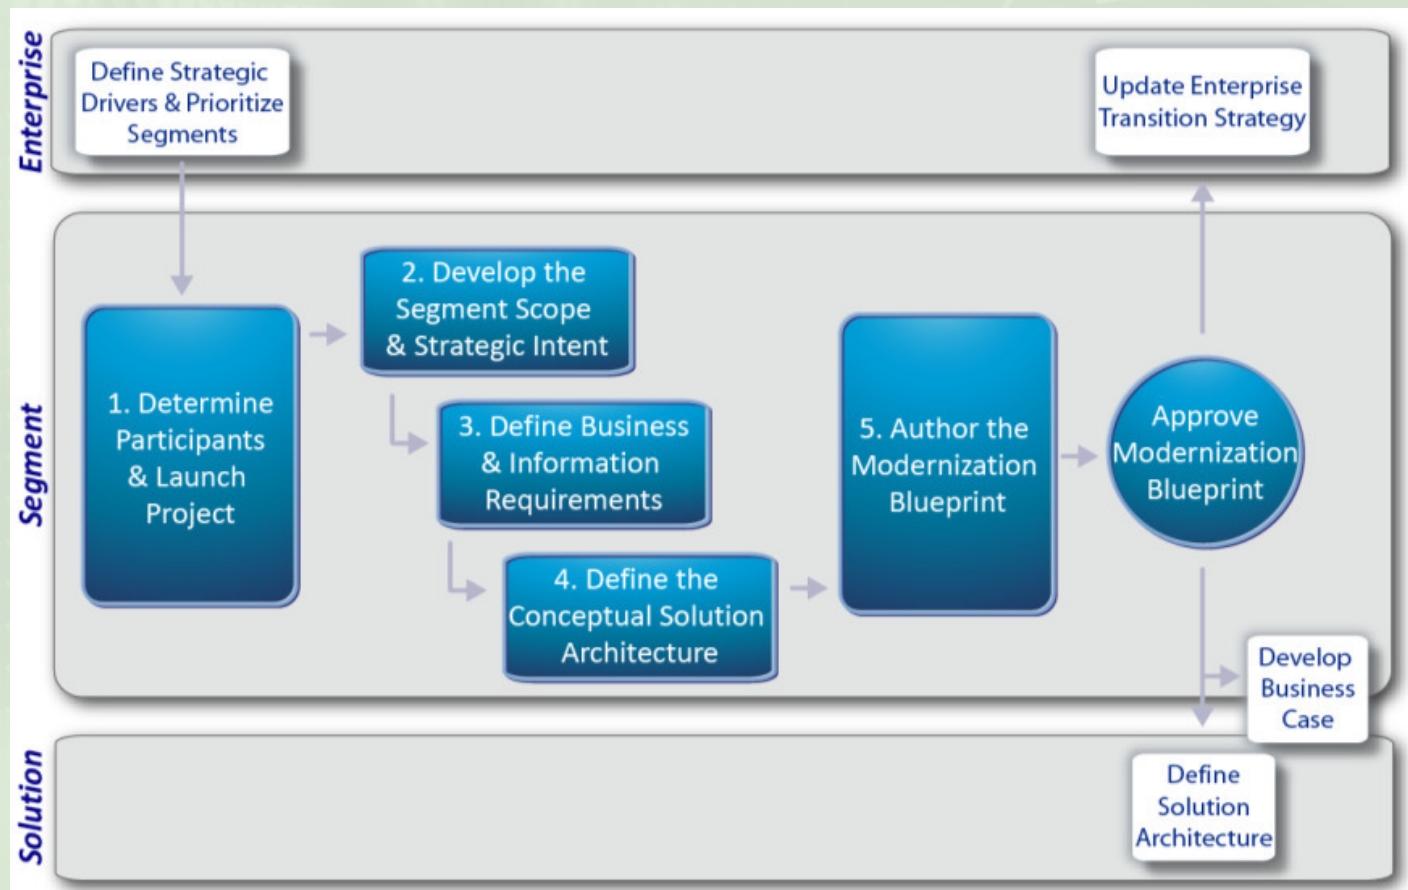 Enterprise
Define Strategic
Drivers & Prioritize
Segments
Update Enterprise
Transition Strategy
Segment
1. Determine
Participants
& Launch
Project
2. Develop the
Segment Scope
& Strategic Intent
3. Define Business
& Information
Requirements
4. Define the
Conceptual Solution
Architecture
5. Author the
Modernization
Blueprint
Approve
Modernization
Blueprint
Develop
Business
Case
Solution
Define
Solution
Architecture